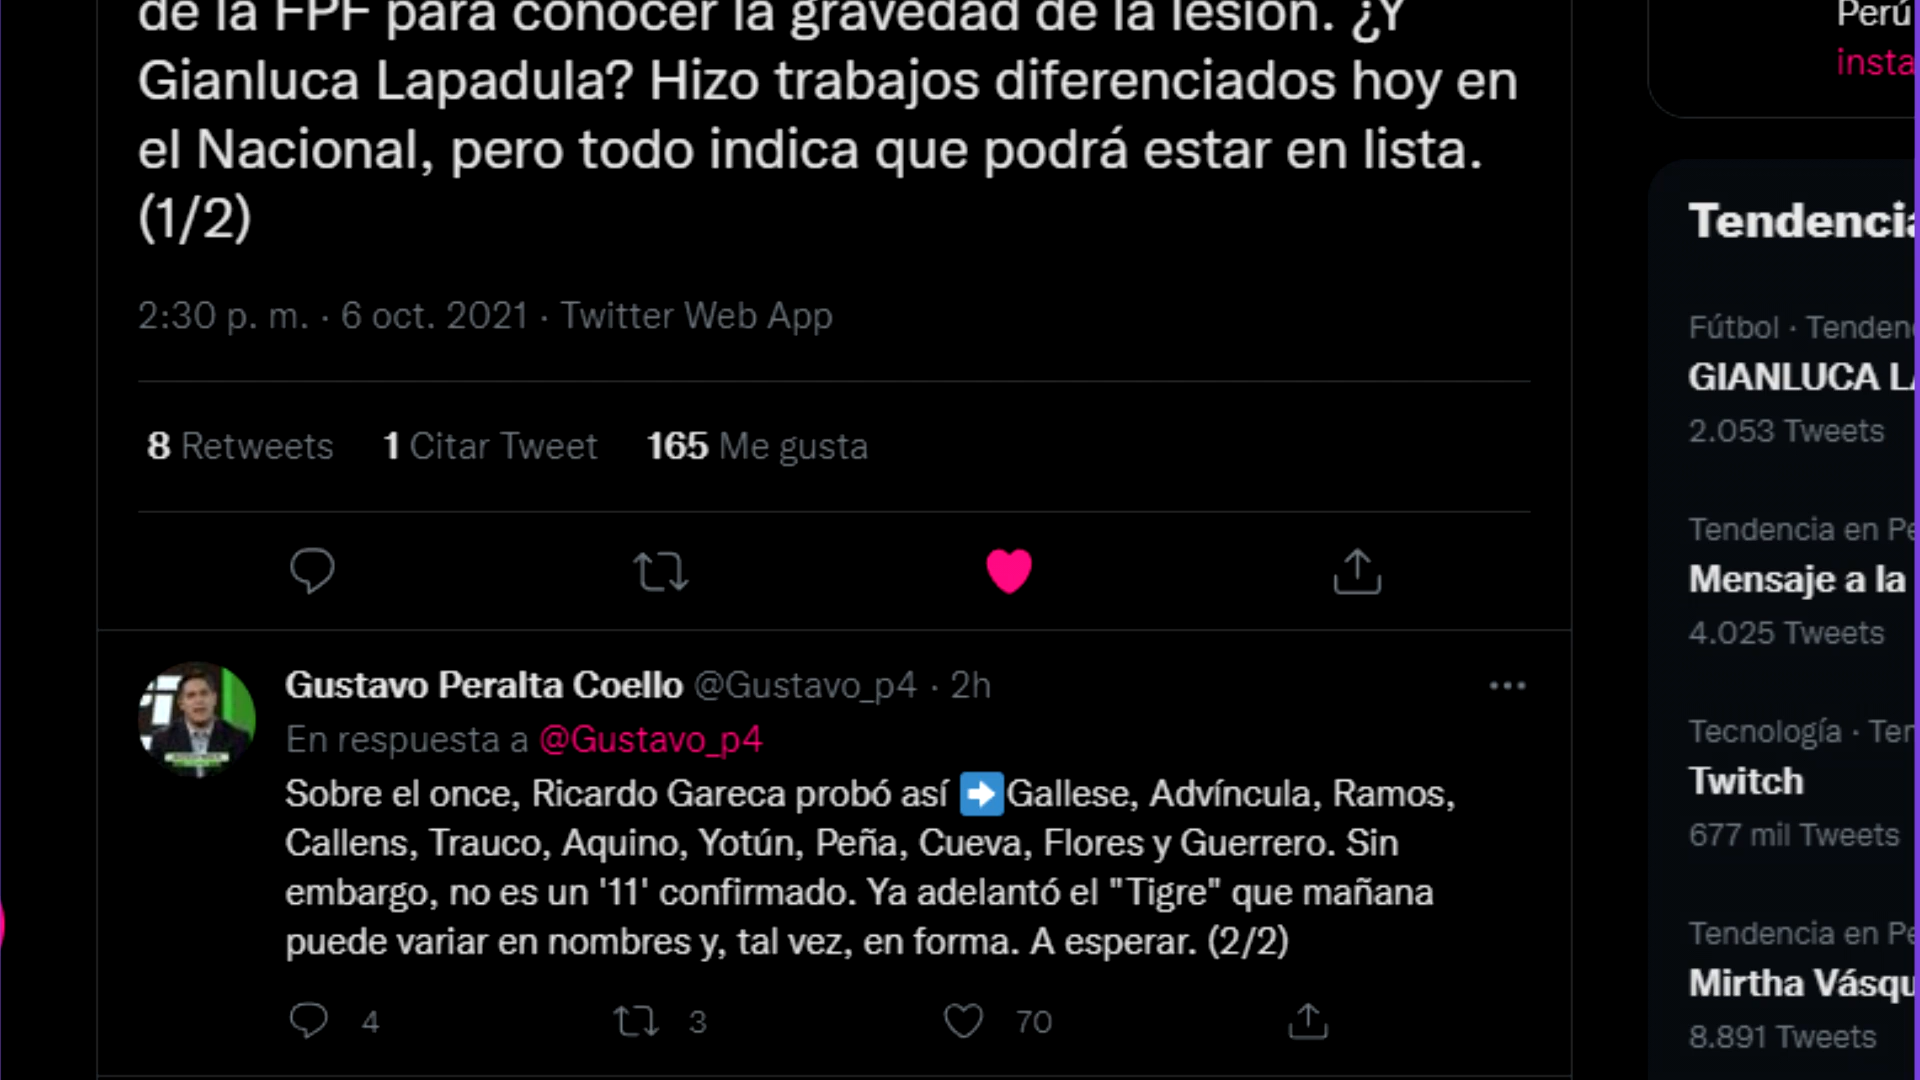 de la FPF para conocer la gravedad de la lesión. ¿Y
Gianluca Lapadula? Hizo trabajos diferenciados hoy en
el Nacional, pero todo indica que podrá estar en lista.
(1/2)
2:30 p. m. · 6 oct. 2021 · Twitter Web App
8 Retweets 1 Citar Tweet 165 Me gusta
Gustavo Peralta Coello @Gustavo_p4 · 2h
En respuesta a @Gustavo_p4
Sobre el once, Ricardo Gareca probó así ➡️Gallese, Advíncula, Ramos,
Callens, Trauco, Aquino, Yotún, Peña, Cueva, Flores y Guerrero. Sin
embargo, no es un '11' confirmado. Ya adelantó el "Tigre" que mañana
puede variar en nombres y, tal vez, en forma. A esperar. (2/2)
4 3 70
Perú
insta
Tendencia
Fútbol · Tenden
GIANLUCA LA
2.053 Tweets
Tendencia en Pe
Mensaje a la
4.025 Tweets
Tecnología · Ten
Twitch
677 mil Tweets
Tendencia en Pe
Mirtha Vásqu
8.891 Tweets